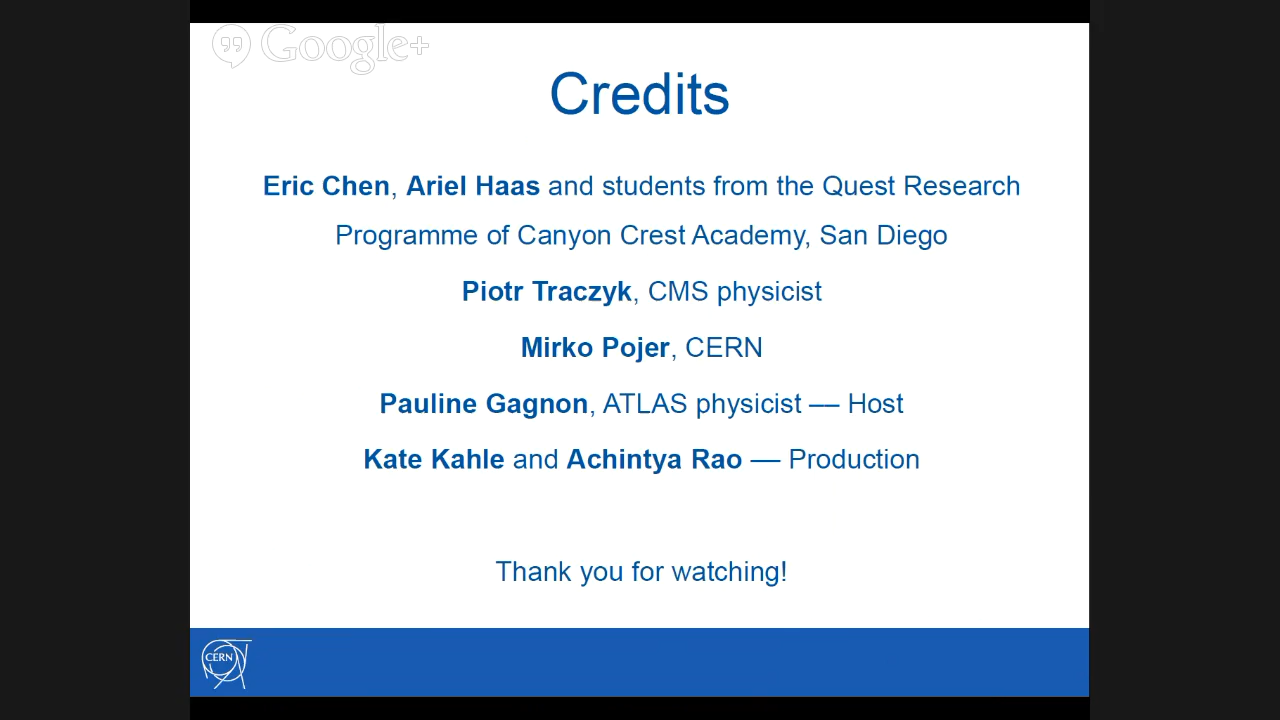 Google+
Credits
Eric Chen, Ariel Haas and students from the Quest Research
Programme of Canyon Crest Academy, San Diego
Piotr Traczyk, CMS physicist
Mirko Pojer, CERN
Pauline Gagnon, ATLAS physicist — Host
Kate Kahle and Achintya Rao — Production
Thank you for watching!
CERN